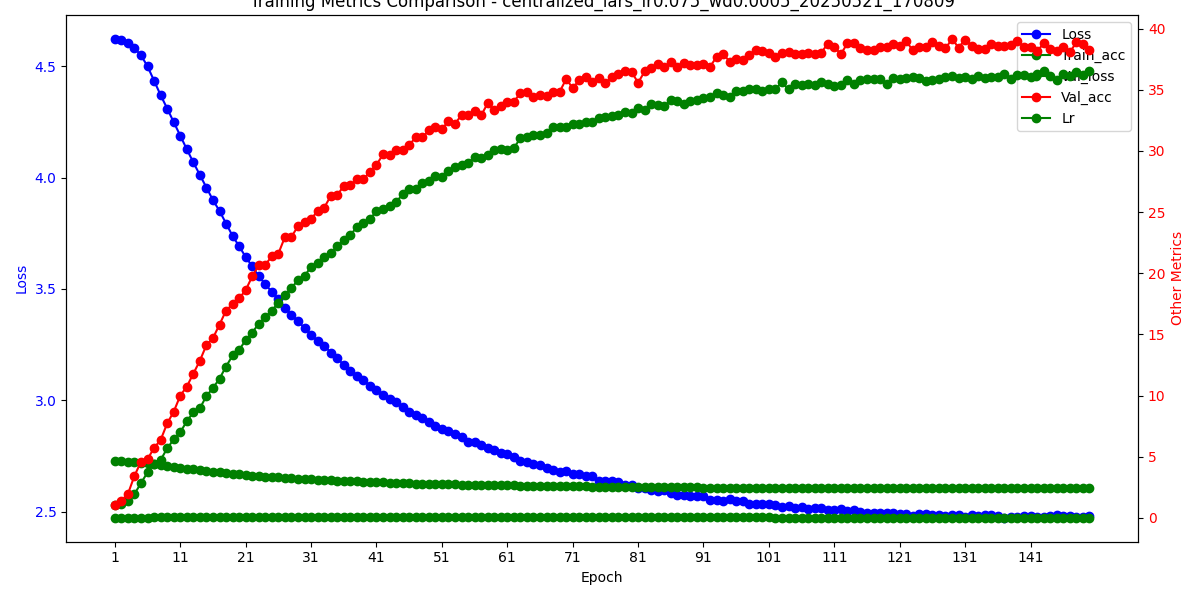 Training Metrics Comparison - centralized_lars_lr0.075_wd0.0005_20250521_170809
Loss
Train_acc
Val_loss
Val_acc
Lr
4.5
4.0
3.5
3.0
2.5
Loss
40
35
30
25
20
15
10
5
0
Other Metrics
1 11 21 31 41 51 61 71 81 91 101 111 121 131 141
Epoch